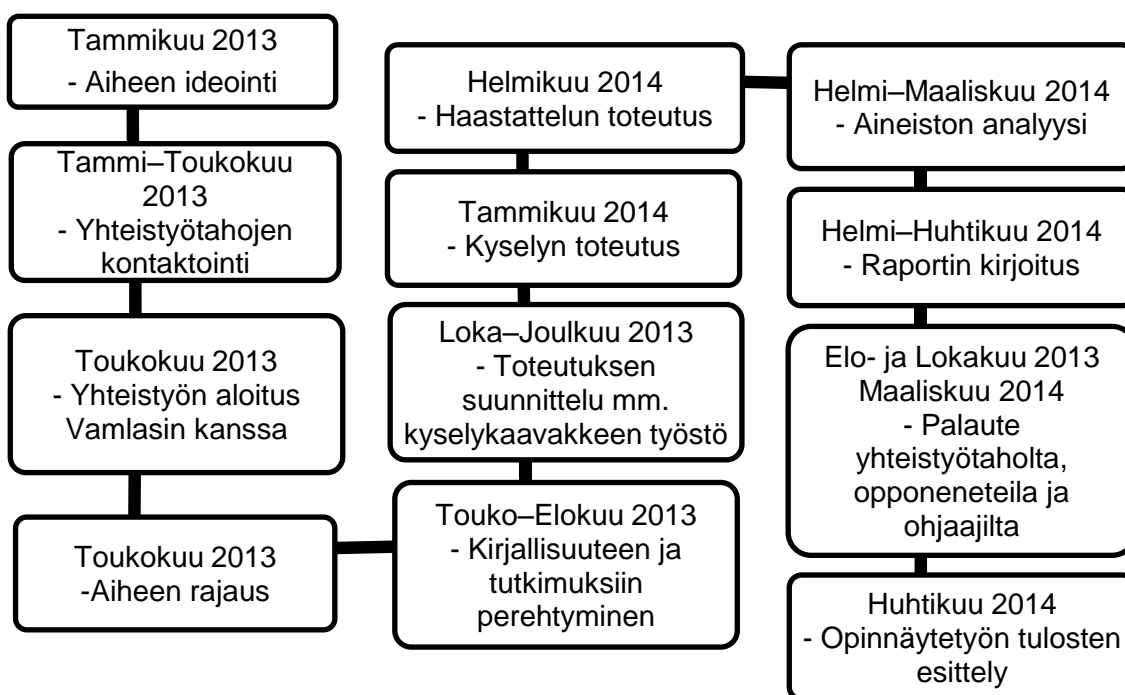 Tammikuu 2013
- Aiheen ideointi
Tammi–Toukokuu
2013
- Yhteistyötahojen
kontaktointi
Toukokuu 2013
- Yhteistyön aloitus
Vamlasin kanssa
Toukokuu 2013
-Aiheen rajaus
Touko–Elokuu 2013
- Kirjallisuuteen ja
tutkimuksiin
perehtyminen
Loka–Joulkuu 2013
- Toteutuksen
suunnittelu mm.
kyselykaavakkeen työstö
Tammikuu 2014
- Kyselyn toteutus
Helmikuu 2014
- Haastattelun toteutus
Helmi–Maaliskuu 2014
- Aineiston analyysi
Helmi–Huhtikuu 2014
- Raportin kirjoitus
Elo- ja Lokakuu 2013
Maaliskuu 2014
- Palaute
yhteistyötaholta,
opponeneteila ja
ohjaajilta
Huhtikuu 2014
- Opinnäytetyön tulosten
esittely